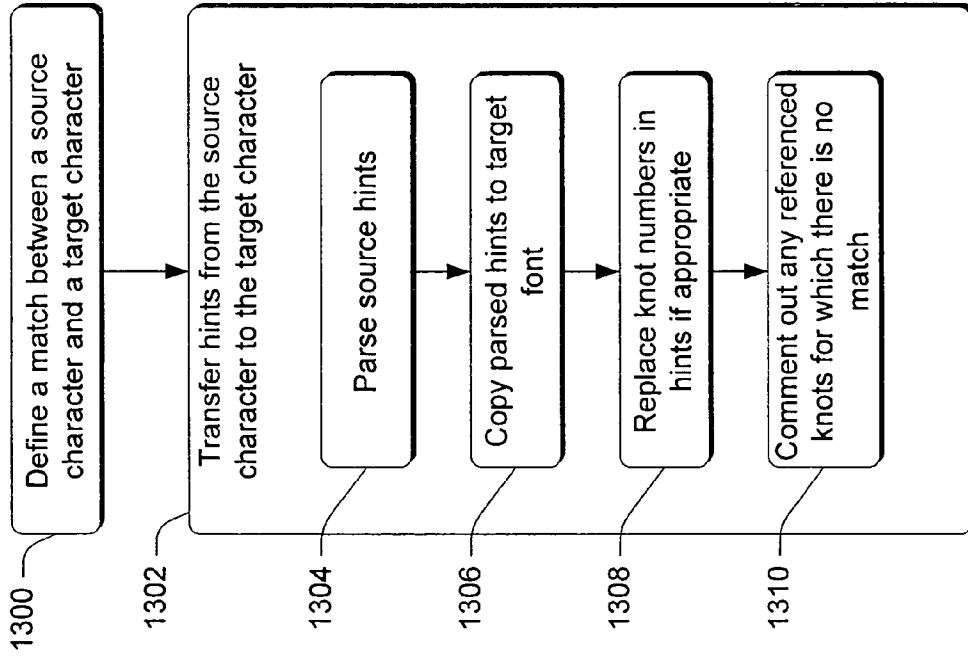 1300
Define a match between a source
character and a target character
1302
Transfer hints from the source
character to the target character
1304
Parse source hints
1306
Copy parsed hints to target
font
1308
Replace knot numbers in
hints if appropriate
1310
Comment out any referenced
knots for which there is no
match